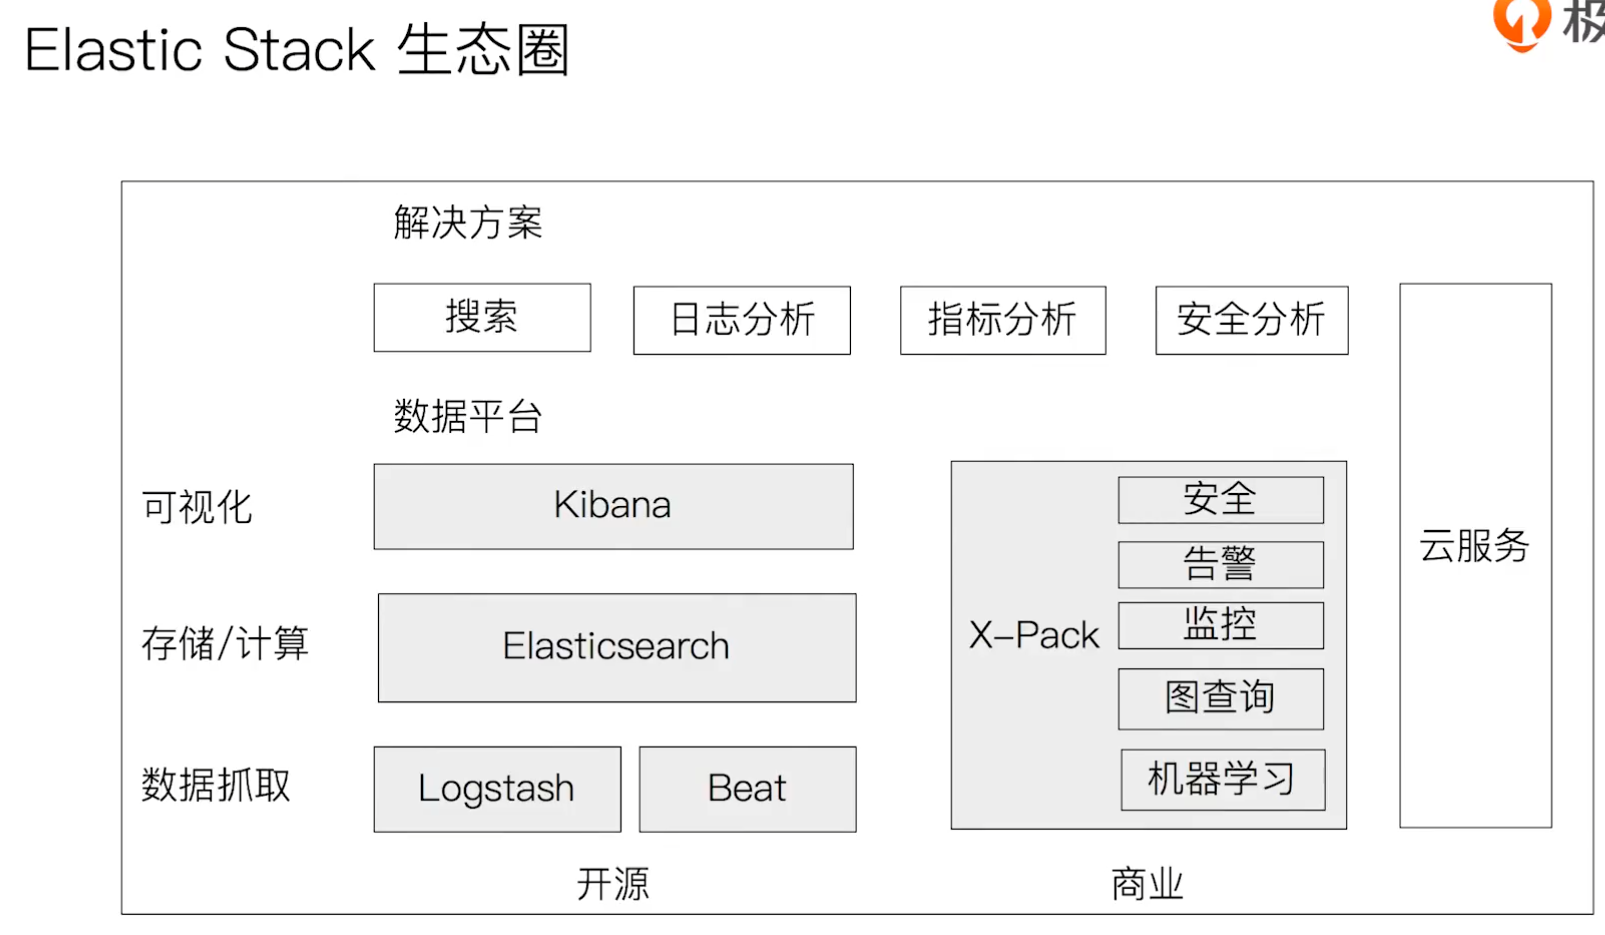 Elastic Stack 生态圈
极
解决方案
搜索
日志分析
指标分析
安全分析
数据平台
可视化
Kibana
存储/计算
Elasticsearch
数据抓取
Logstash
Beat
X-Pack
安全
告警
监控
图查询
机器学习
云服务
开源
商业